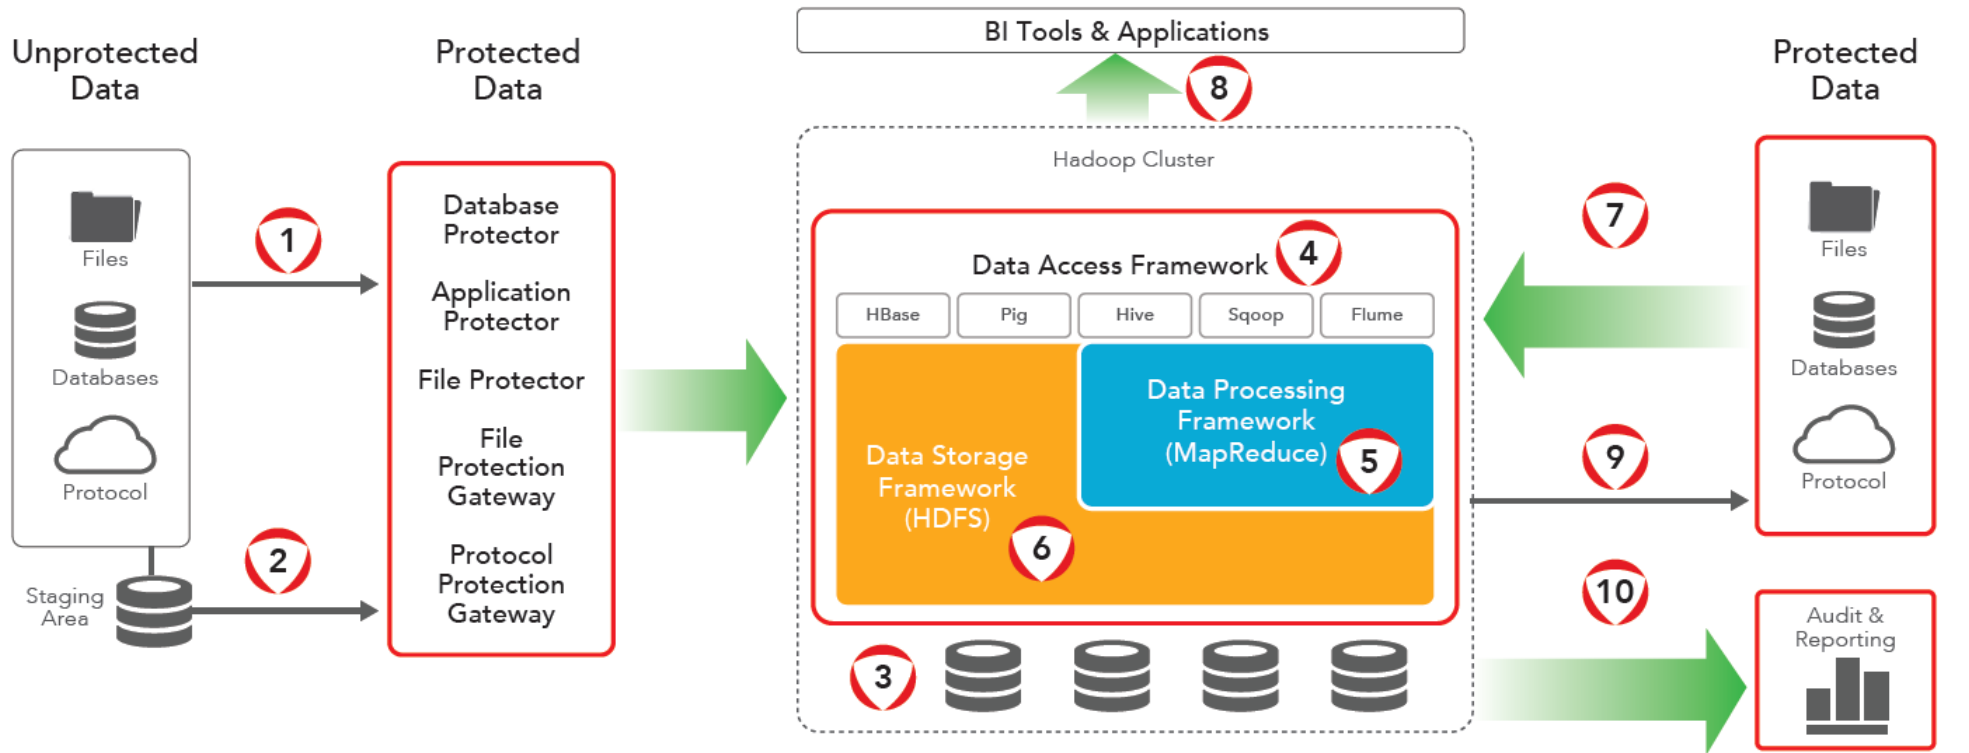 Unprotected
Data
Files
Databases
Protocol
Staging
Area
1
2
Protected
Data
Database
Protector
Application
Protector
File Protector
File
Protection
Gateway
Protocol
Protection
Gateway
BI Tools & Applications
8
Hadoop Cluster
Data Access Framework
4
HBase
Pig
Hive
Sqoop
Flume
Data Processing
Framework
(MapReduce)
5
Data Storage
Framework
(HDFS)
6
3
7
9
10
Protected
Data
Files
Databases
Protocol
Audit &
Reporting